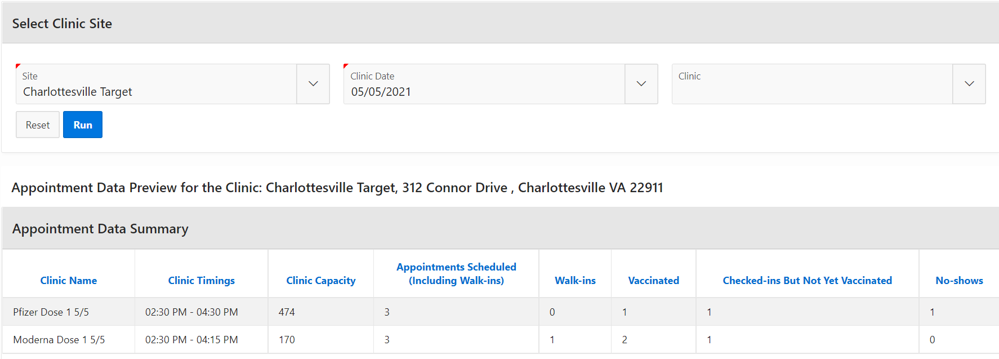 Select Clinic Site
Site
Charlottesville Target
Clinic Date
05/05/2021
Clinic
Reset
Run
Appointment Data Preview for the Clinic: Charlottesville Target, 312 Connor Drive , Charlottesville VA 22911
Appointment Data Summary
Clinic Name Clinic Timings Clinic Capacity Appointments Scheduled (Including Walk-ins) Walk-ins Vaccinated Checked-ins But Not Yet Vaccinated No-shows
Pfizer Dose 1 5/5 02:30 PM - 04:30 PM 474 3 0 1 1 1
Moderna Dose 1 5/5 02:30 PM - 04:15 PM 170 3 1 2 1 0